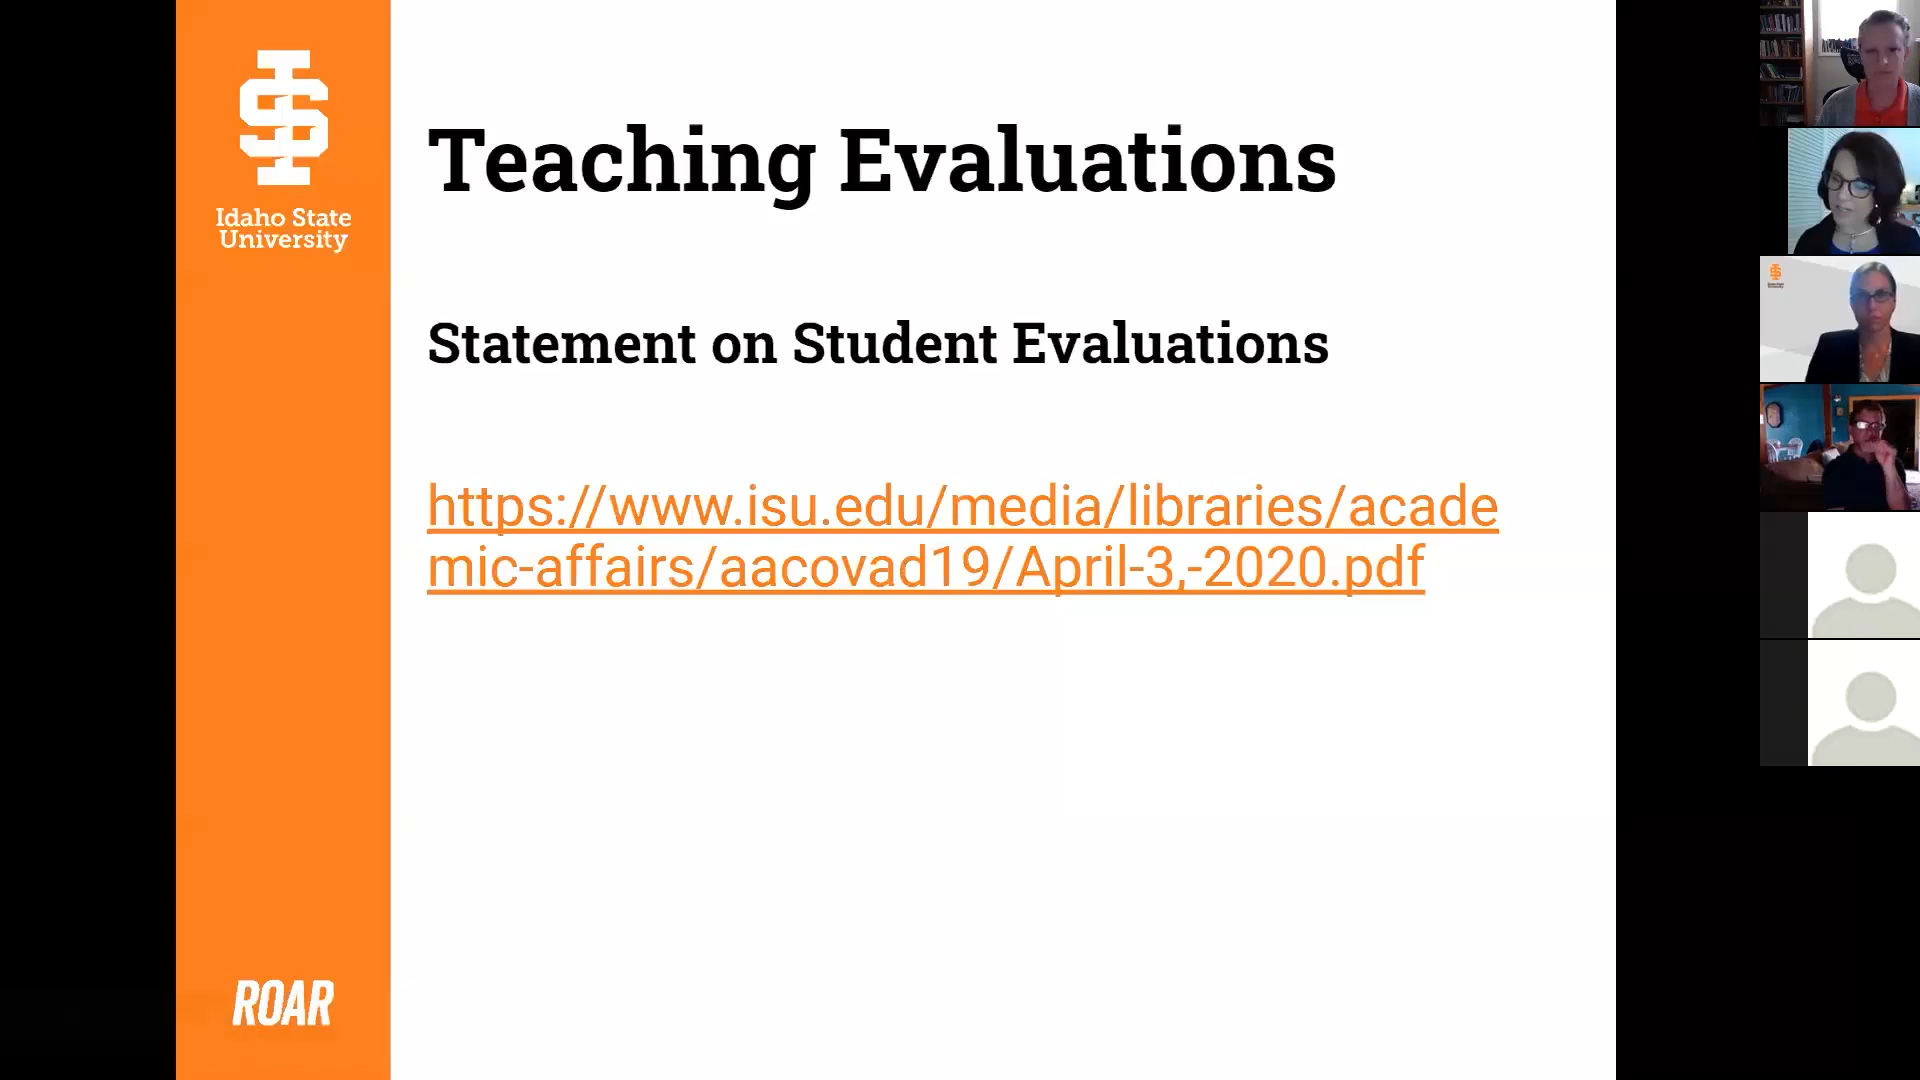 Idaho State
University
Teaching Evaluations
Statement on Student Evaluations
https://www.isu.edu/media/libraries/acade
mic-affairs/aacovad19/April-3,-2020.pdf
ROAR